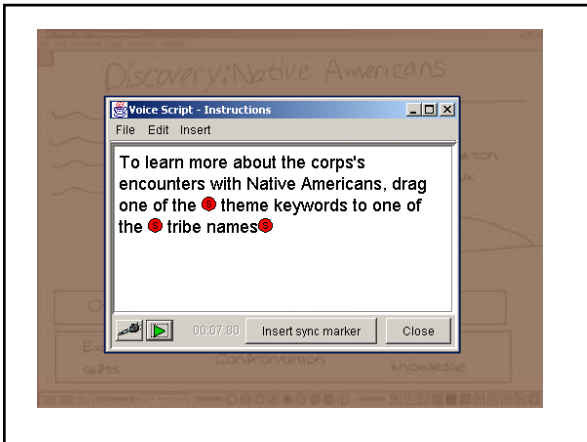 Discovery: Native Americans
Voice Script - Instructions
File Edit Insert
To learn more about the corps's
encounters with Native Americans, drag
one of the S theme keywords to one of
the S tribe names S
00:07.80 Insert sync marker Close
Confrontation
gifts
knowledge